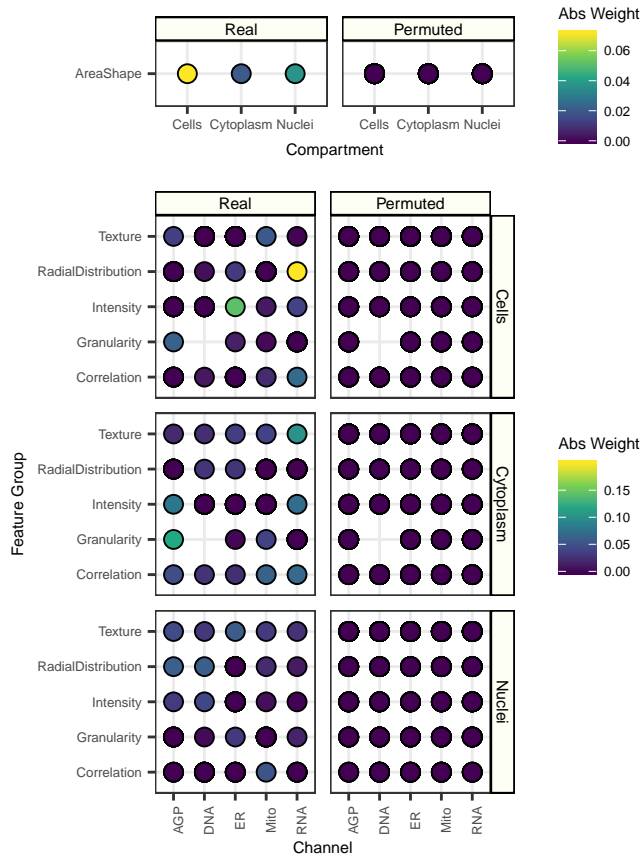 Real
Permuted
AreaShape
Cells
Cytoplasm
Nuclei
Cells
Cytoplasm
Nuclei
Compartment
Abs Weight
0.06
0.04
0.02
0.00
Real
Permuted
Texture
RadialDistribution
Intensity
Granularity
Correlation
Cells
Texture
RadialDistribution
Intensity
Granularity
Correlation
Cytoplasm
Texture
RadialDistribution
Intensity
Granularity
Correlation
Nuclei
Feature Group
AGP
DNA
ER
Mito
RNA
AGP
DNA
ER
Mito
RNA
Channel
Abs Weight
0.15
0.10
0.05
0.00